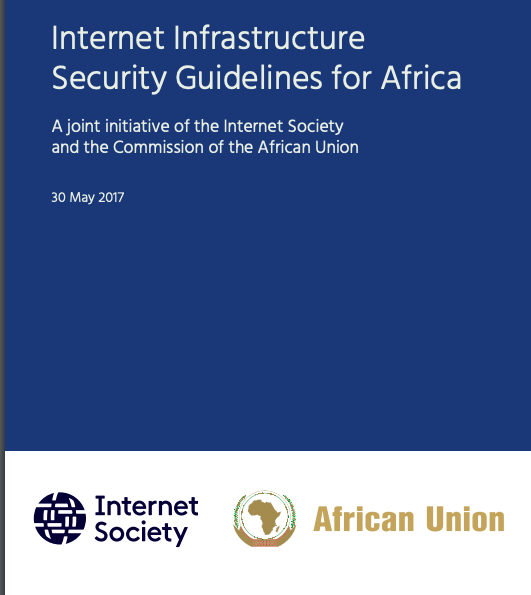 Internet Infrastructure
Security Guidelines for Africa
A joint initiative of the Internet Society
and the Commission of the African Union
30 May 2017
Internet
Society
African Union